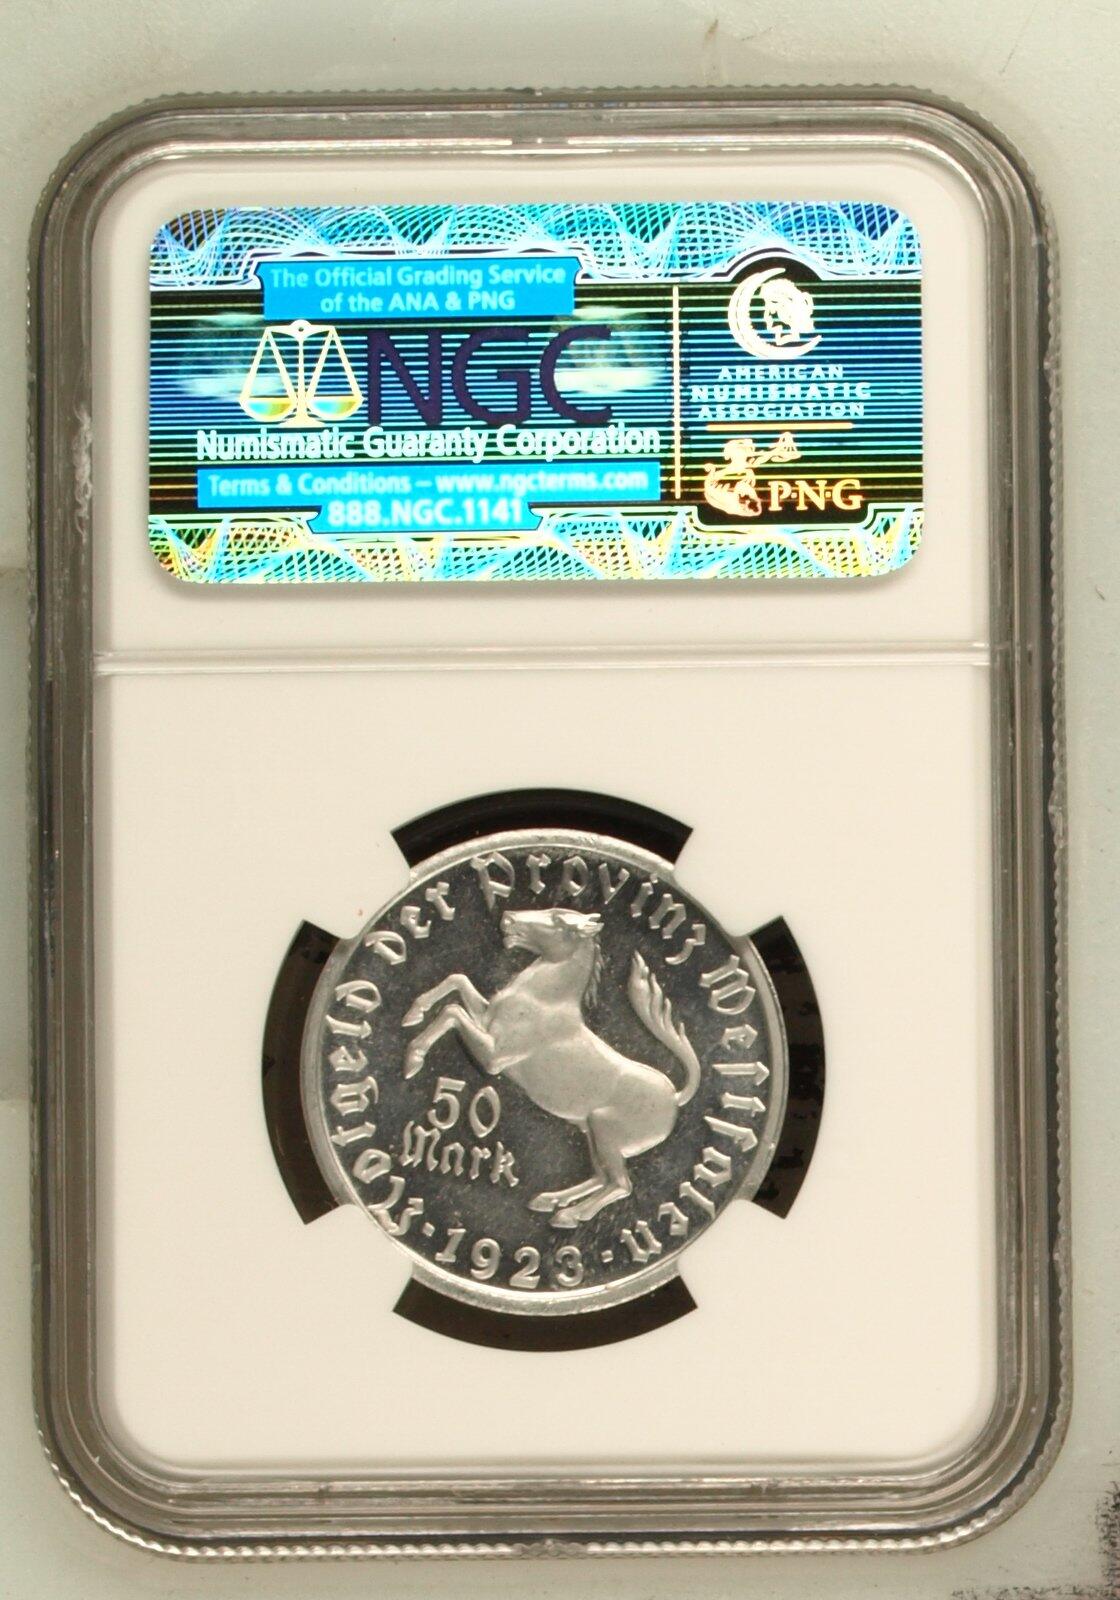 The Official Grading Service
of the ANA & PNG
NGC
Numismatic Guaranty Corporation
Terms & Conditions – www.ngcterms.com
888.NGC.1141
AMERICAN
NUMISMATIC
ASSOCIATION
P·N·G
Notgeld der Provinz Westfalen
50
Mark
· 1923 ·